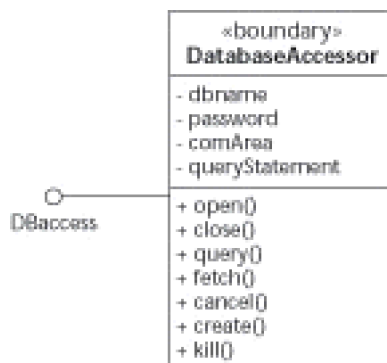 «boundary»
DatabaseAccessor
- dbname
- password
- comArea
- queryStatement
DBaccess
+ open()
+ close()
+ query()
+ fetch()
+ cancel()
+ create()
+ kill()